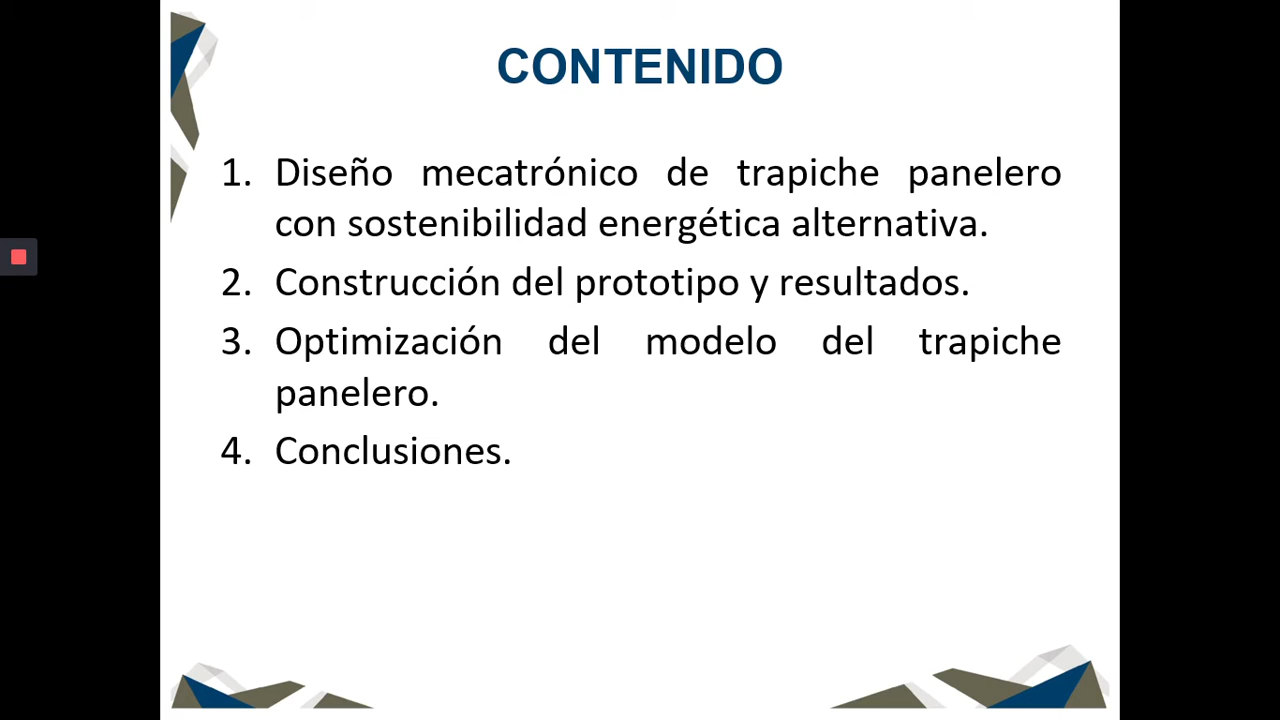 CONTENIDO
1. Diseño mecatrónico de trapiche panelero
con sostenibilidad energética alternativa.
2. Construcción del prototipo y resultados.
3. Optimización del modelo del trapiche
panelero.
4. Conclusiones.